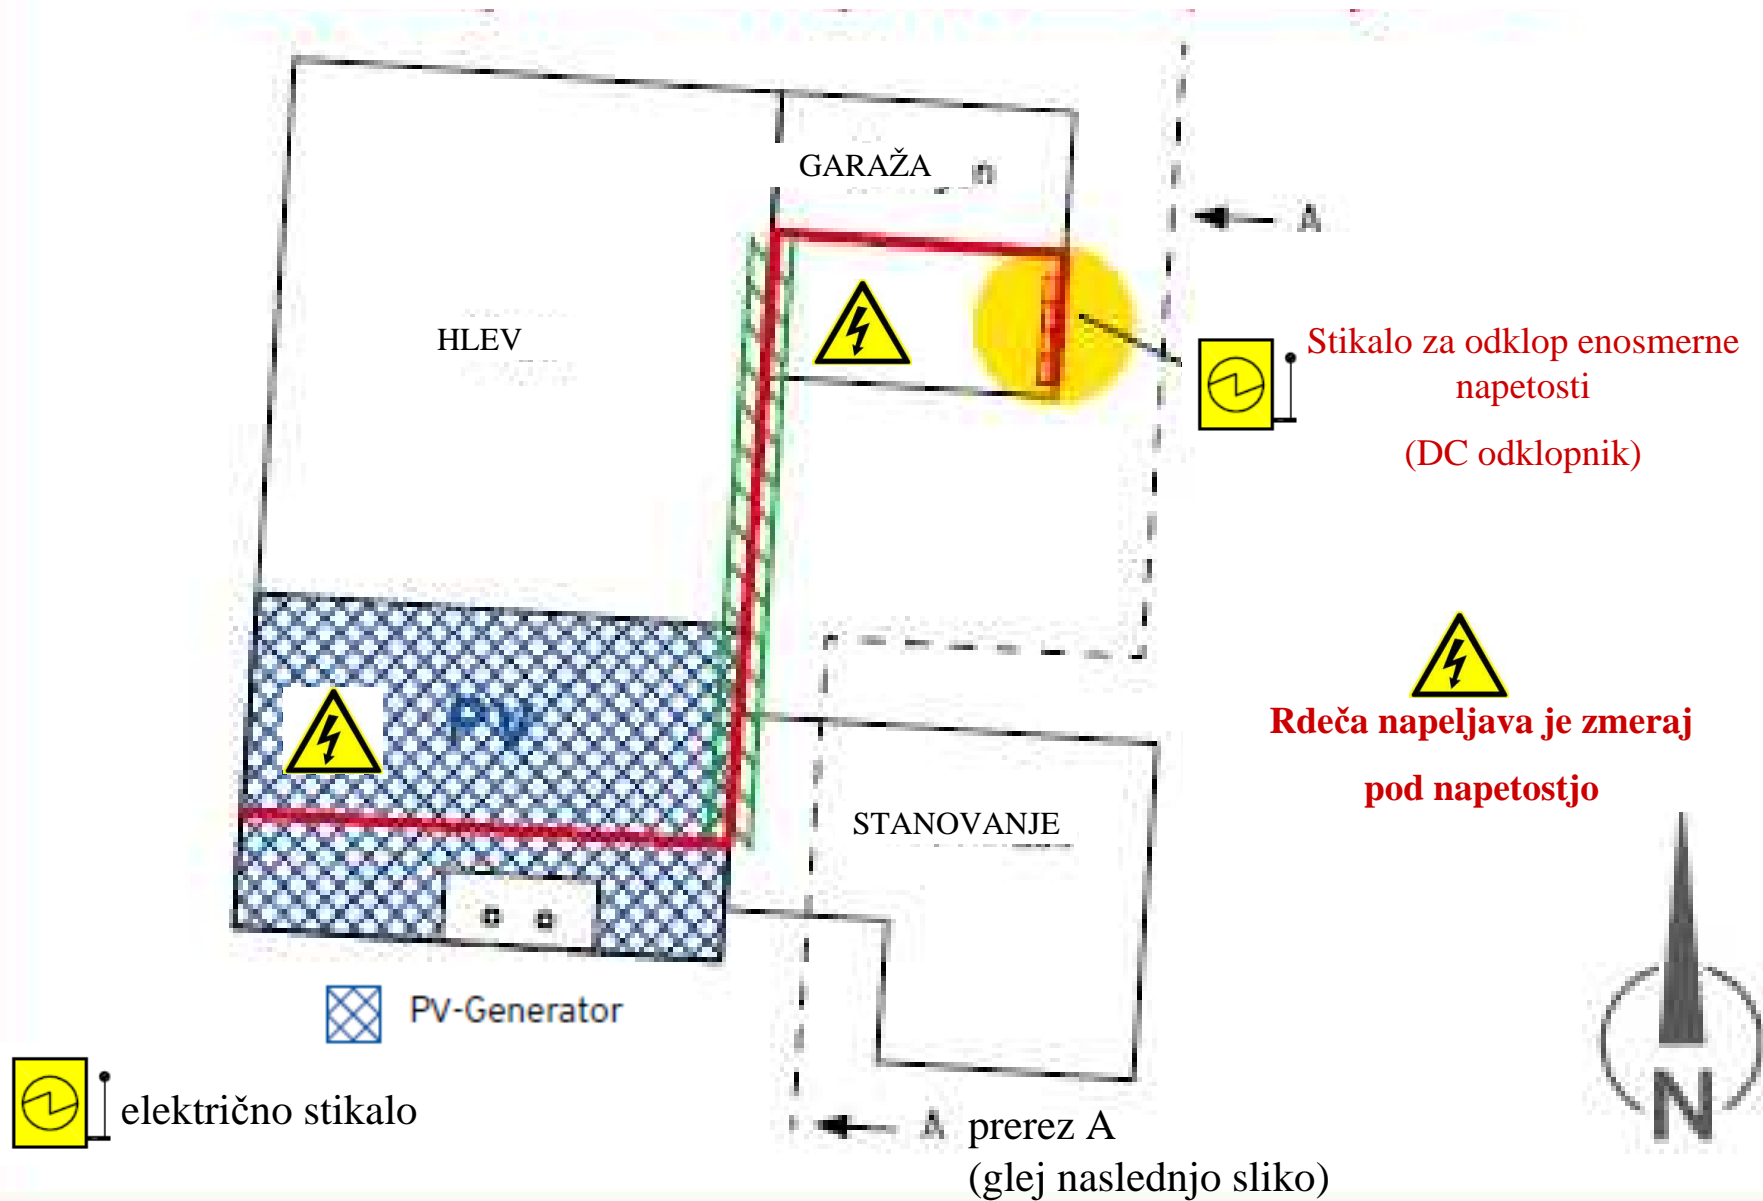 GARAŽA
A
HLEV
Stikalo za odklop enosmerne
napetosti
(DC odklopnik)
Rdeča napeljava je zmeraj
pod napetostjo
PV
STANOVANJE
PV-Generator
električno stikalo
A prerez A
(glej naslednjo sliko)
N